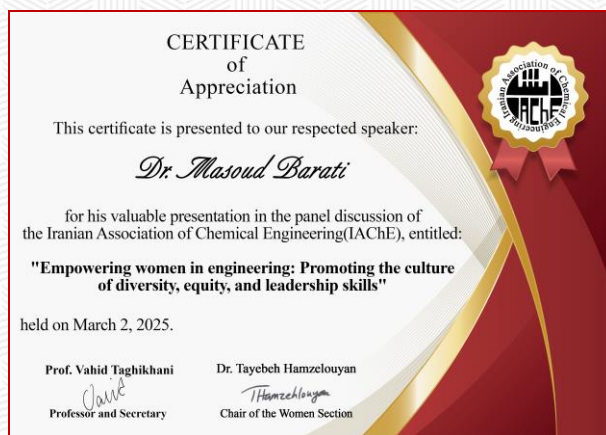 CERTIFICATE
of
Appreciation
Iranian Association of Chemical Engineering
IAChE
This certificate is presented to our respected speaker:
Dr. Masoud Barati
for his valuable presentation in the panel discussion of
the Iranian Association of Chemical Engineering(IAChE), entitled:
"Empowering women in engineering: Promoting the culture
of diversity, equity, and leadership skills"
held on March 2, 2025.
Prof. Vahid Taghikhani
Vahid
Professor and Secretary
Dr. Tayebeh Hamzelouyan
THamzehlouyan
Chair of the Women Section